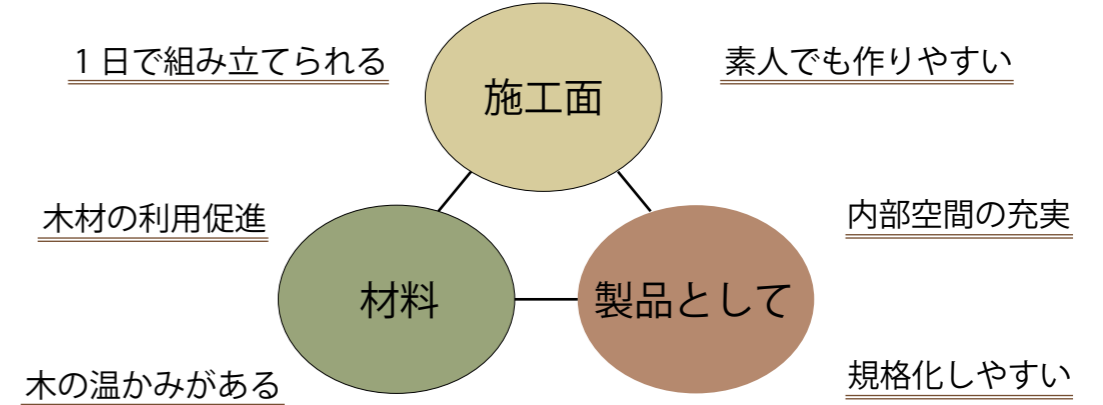 1日で組み立てられる
素人でも作りやすい
施工面
木材の利用促進
内部空間の充実
材料
製品として
木の温かみがある
規格化しやすい